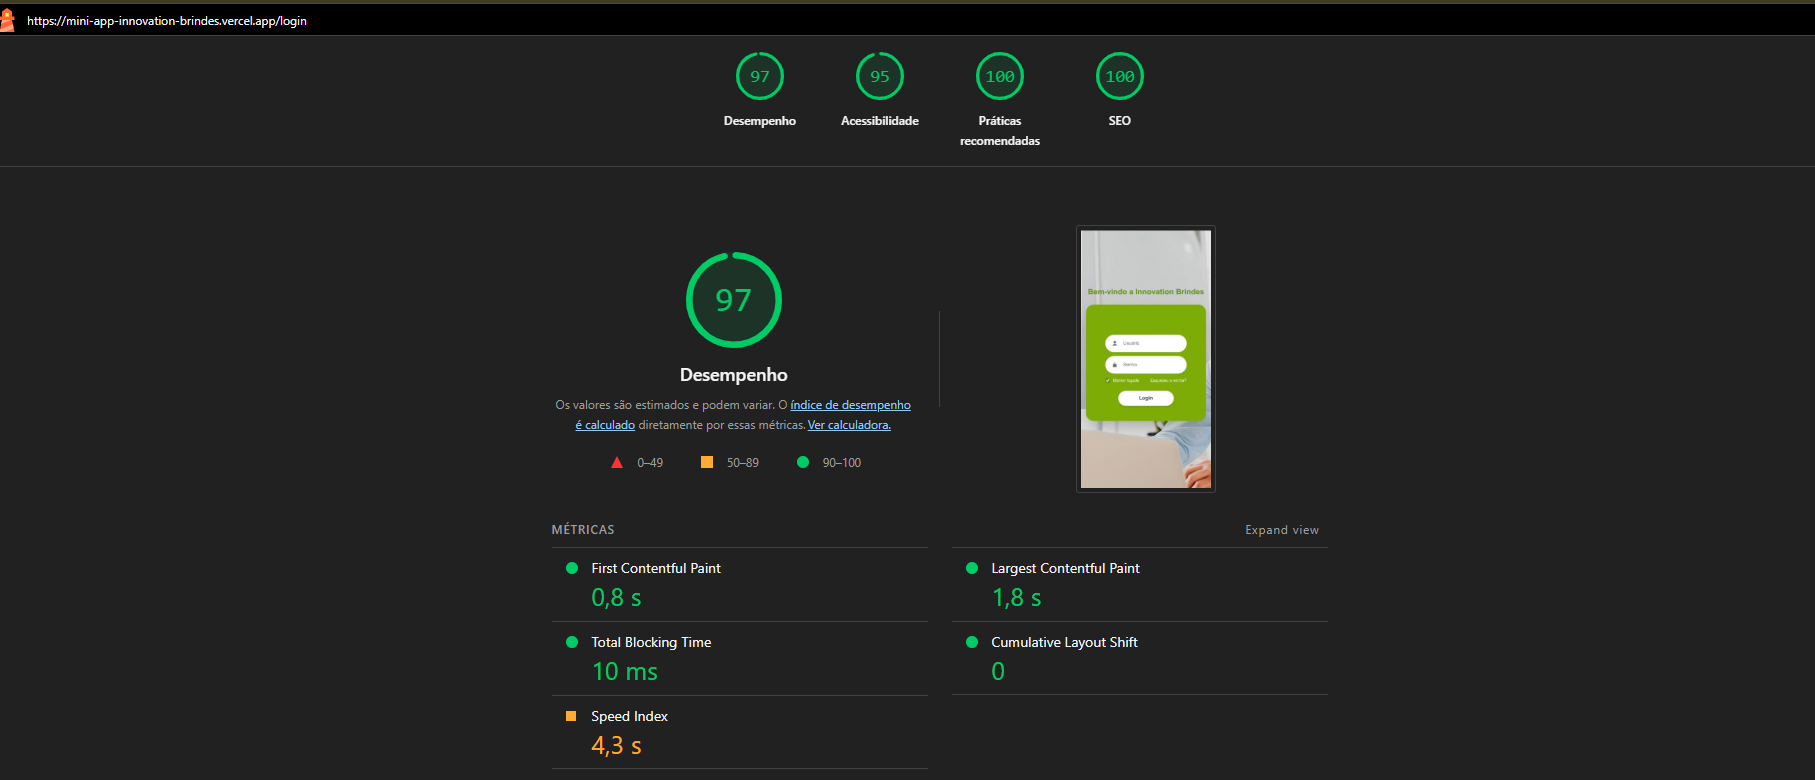 https://mini-app-innovation-brindes.vercel.app/login
97
95
100
100
Desempenho
Acessibilidade
Práticas
recomendadas
SEO
97
Desempenho
Os valores são estimados e podem variar. O índice de desempenho
é calculado diretamente por essas métricas. Ver calculadora.
0–49
50–89
90–100
Bem-vindo a Innovation Brindes
Usuário
Senha
Manter logado
Esqueceu a senha?
Login
MÉTRICAS
Expand view
First Contentful Paint
0,8 s
Largest Contentful Paint
1,8 s
Total Blocking Time
10 ms
Cumulative Layout Shift
0
Speed Index
4,3 s